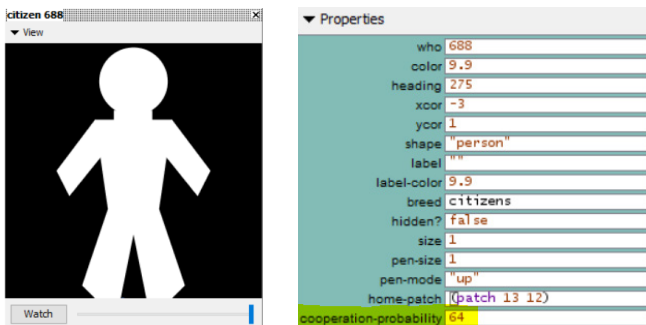 citizen 688
▼ View
Watch
▼ Properties
who 688
color 9.9
heading 275
xcor -3
ycor 1
shape "person"
label ""
label-color 9.9
breed citizens
hidden? false
size 1
pen-size 1
pen-mode "up"
home-patch (patch 13 12)
cooperation-probability 64